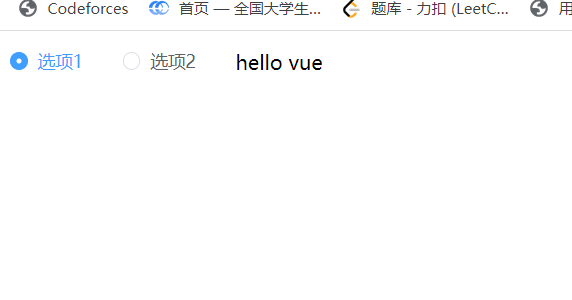 Codeforces 首页 — 全国大学生... 题库 - 力扣 (LeetC... 用
选项1 选项2 hello vue